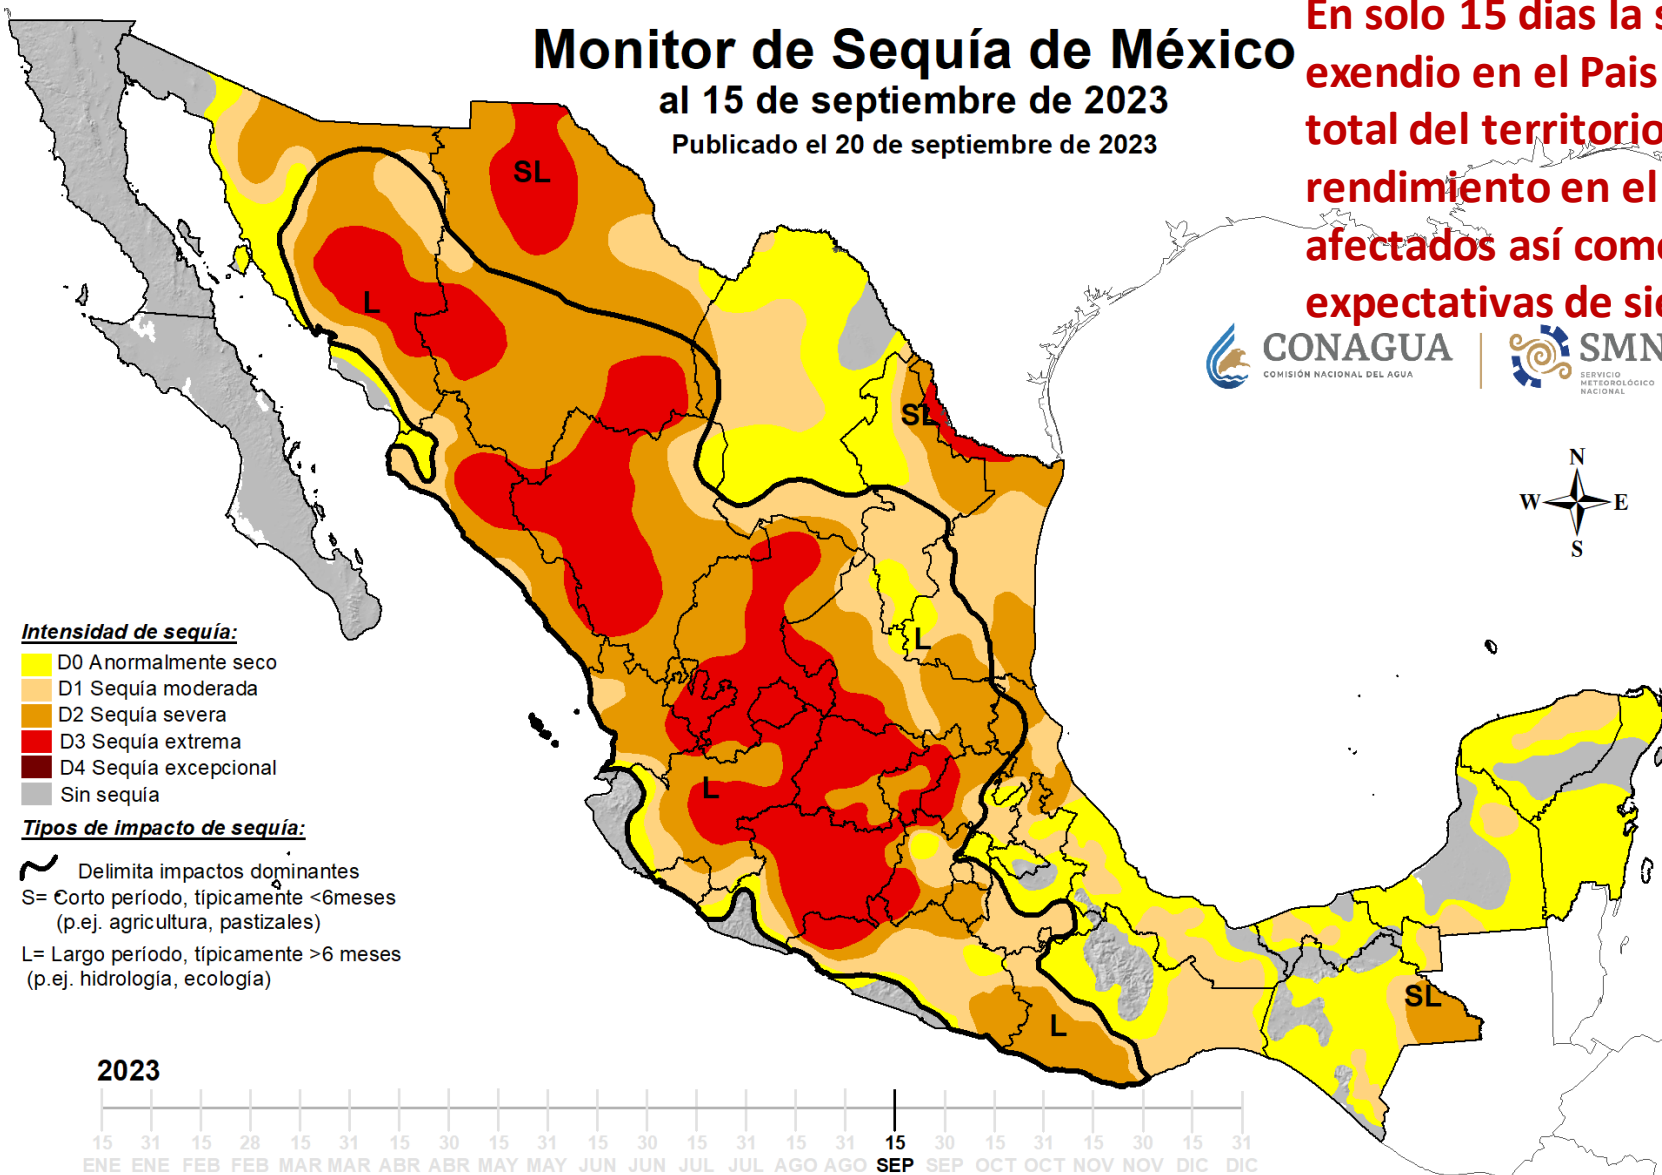 Monitor de Sequía de México
al 15 de septiembre de 2023
Publicado el 20 de septiembre de 2023
En solo 15 dias la s
exendio en el Pais
total del territorio
rendimiento en el
afectados así como
expectativas de sie
CONAGUA
COMISIÓN NACIONAL DEL AGUA
SMN
SERVICIO
METEOROLÓGICO
NACIONAL
N
W E
S
SL
L
SL
L
L
L
SL
Intensidad de sequía:
D0 Anormalmente seco
D1 Sequía moderada
D2 Sequía severa
D3 Sequía extrema
D4 Sequía excepcional
Sin sequía
Tipos de impacto de sequía:
Delimita impactos dominantes
S= Corto período, típicamente <6meses
(p.ej. agricultura, pastizales)
L= Largo período, típicamente >6 meses
(p.ej. hidrología, ecología)
2023
15 31 15 28 15 31 15 30 15 31 15 30 15 31 15 31 15 30 15 31 15 30 15 31
ENE ENE FEB FEB MAR MAR ABR ABR MAY MAY JUN JUN JUL JUL AGO AGO SEP SEP OCT OCT NOV NOV DIC DIC